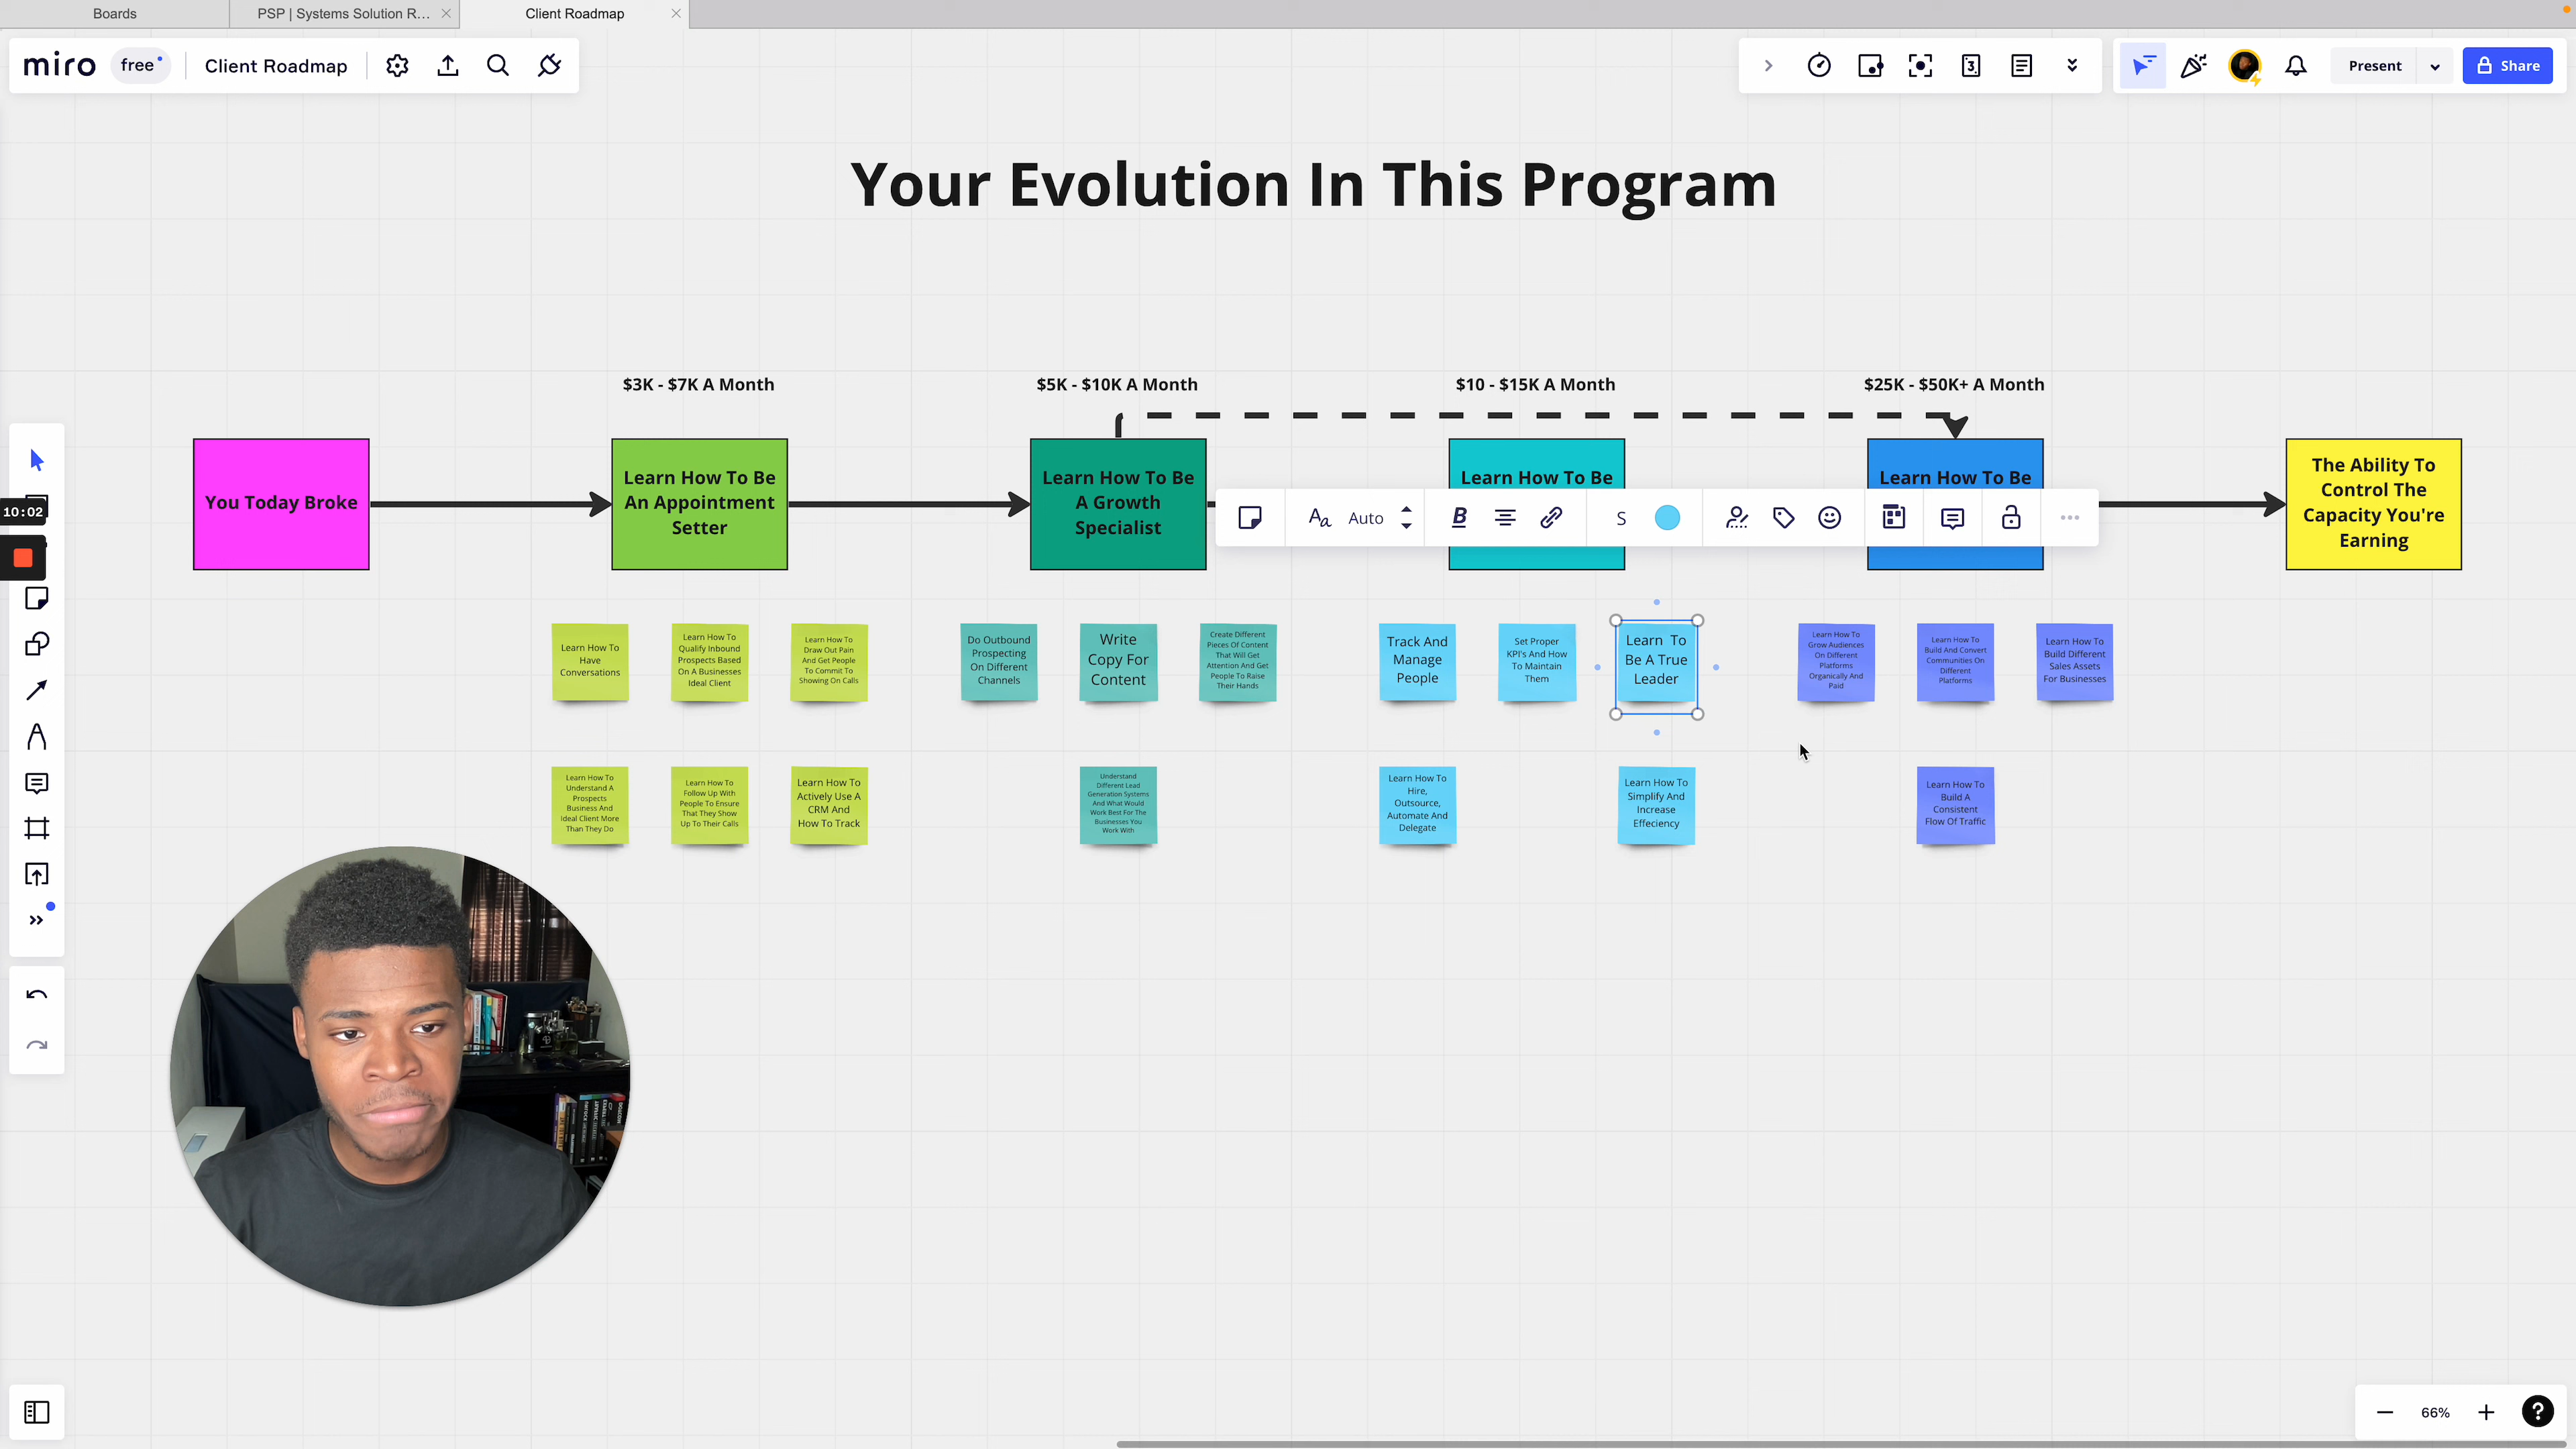 Boards
PSP | Systems Solution R...
Client Roadmap
miro
free
Client Roadmap
Present
Share
Your Evolution In This Program
$3K - $7K A Month
$5K - $10K A Month
$10 - $15K A Month
$25K - $50K+ A Month
You Today Broke
Learn How To Be
An Appointment
Setter
Learn How To Be
A Growth
Specialist
Learn How To Be
Learn How To Be
The Ability To
Control The
Capacity You're
Earning
10:02
Aa
Auto
B
S
Learn How To
Have
Conversations
Learn How To
Qualify Inbound
Prospects Based
On A Businesses
Ideal Client
Learn How To
Draw Out Pain
And Get People
To Commit To
Showing On Calls
Do Outbound
Prospecting
On Different
Channels
Write
Copy For
Content
Create Different
Pieces Of Content
That Will Get
Attention And Get
People To Raise
Their Hands
Track And
Manage
People
Set Proper
KPI's And How
To Maintain
Them
Learn To
Be A True
Leader
Learn How To
Grow Audiences
On Different
Platforms
Organically And
Paid
Learn How To
Build And Convert
Communities On
Different
Platforms
Learn How To
Build Different
Sales Assets
For Businesses
Learn How To
Understand A
Prospects
Business And
Ideal Client More
Than They Do
Learn How To
Follow Up With
People To Ensure
That They Show
Up To Their Calls
Learn How To
Actively Use A
CRM And
How To Track
Understand
Different Lead
Generation Systems
And What Would
Work Best For The
Businesses You
Work With
Learn How To
Hire,
Outsource,
Automate And
Delegate
Learn How To
Simplify And
Increase
Effeciency
Learn How To
Build A
Consistent
Flow Of Traffic
66%